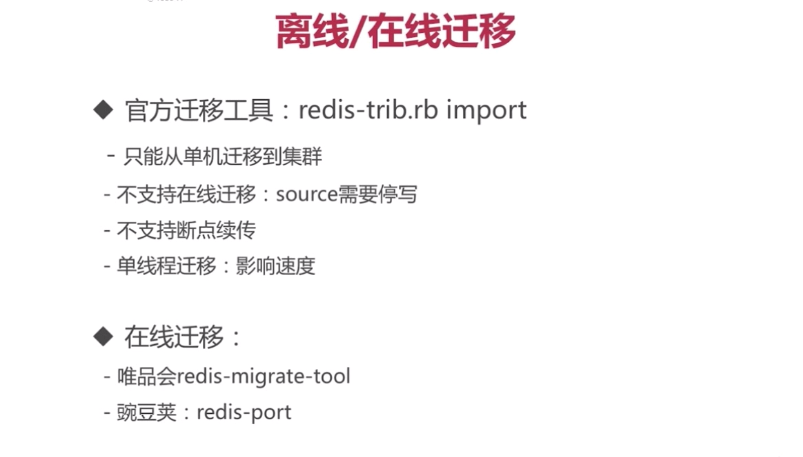 离线/在线迁移
◆ 官方迁移工具：redis-trib.rb import
- 只能从单机迁移到集群
- 不支持在线迁移：source需要停写
- 不支持断点续传
- 单线程迁移：影响速度
◆ 在线迁移：
- 唯品会redis-migrate-tool
- 豌豆荚：redis-port